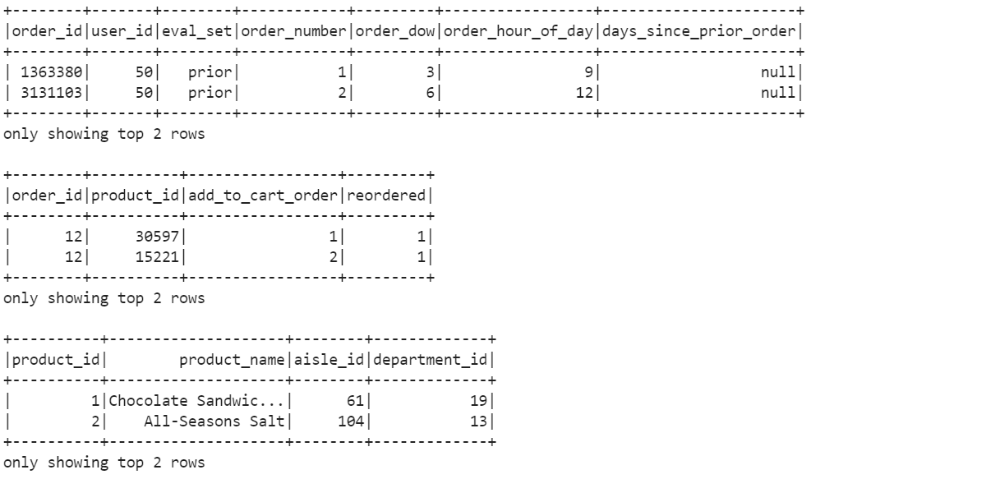 +--------+-------+--------+------------+---------+-----------------+----------------------+
|order_id|user_id|eval_set|order_number|order_dow|order_hour_of_day|days_since_prior_order|
+--------+-------+--------+------------+---------+-----------------+----------------------+
| 1363380|     50|   prior|           1|        3|                9|                  null|
| 3131103|     50|   prior|           2|        6|               12|                  null|
+--------+-------+--------+------------+---------+-----------------+----------------------+
only showing top 2 rows
+--------+----------+-----------------+---------+
|order_id|product_id|add_to_cart_order|reordered|
+--------+----------+-----------------+---------+
|      12|     30597|                1|        1|
|      12|     15221|                2|        1|
+--------+----------+-----------------+---------+
only showing top 2 rows
+----------+--------------------+--------+-------------+
|product_id|        product_name|aisle_id|department_id|
+----------+--------------------+--------+-------------+
|         1|Chocolate Sandwic...|      61|           19|
|         2|    All-Seasons Salt|     104|           13|
+----------+--------------------+--------+-------------+
only showing top 2 rows